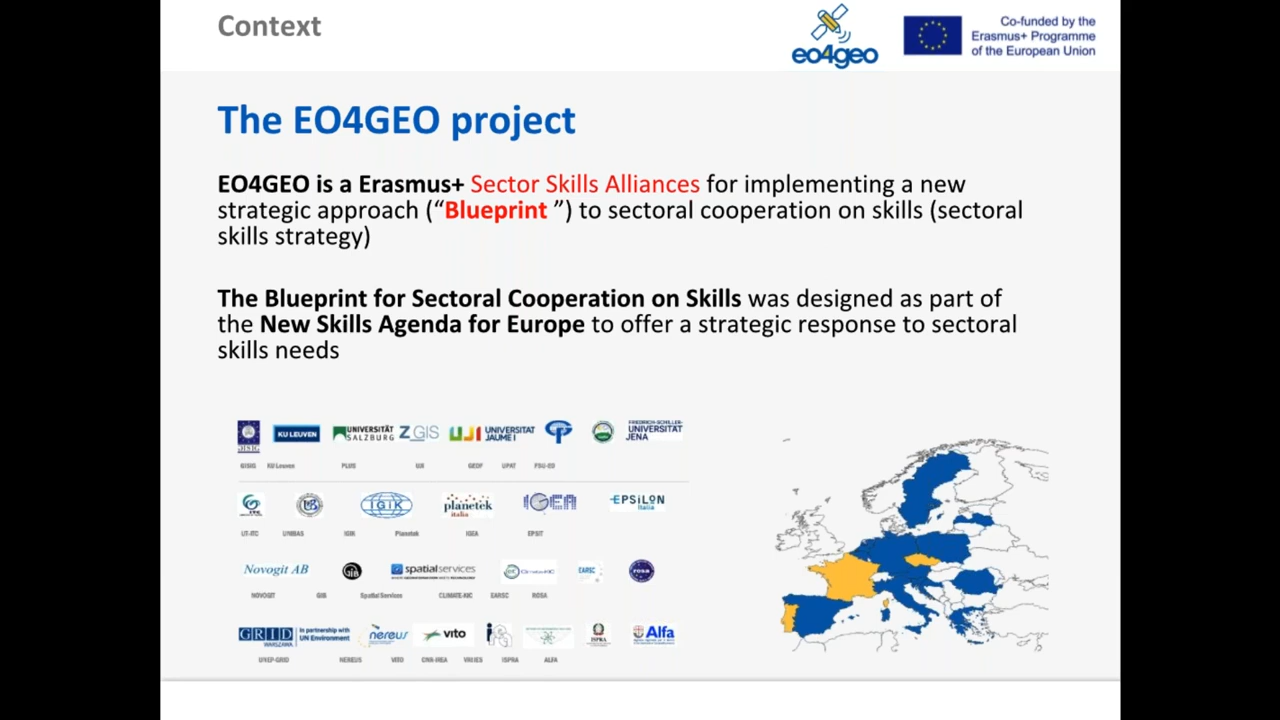 Context
eo4geo
Co-funded by the
Erasmus+ Programme
of the European Union
The EO4GEO project
EO4GEO is a Erasmus+ Sector Skills Alliances for implementing a new
strategic approach (“Blueprint ”) to sectoral cooperation on skills (sectoral
skills strategy)
The Blueprint for Sectoral Cooperation on Skills was designed as part of
the New Skills Agenda for Europe to offer a strategic response to sectoral
skills needs
KU LEUVEN
UNIVERSITÄT
SALZBURG
Z_GIS
UJI UNIVERSITAT
JAUME I
FRIEDRICH-SCHILLER-
UNIVERSITÄT
JENA
GISIG KU Leuven PLUS UJI GEOF UPAT FSU-EO
IGIK
planetek
italia
IGEA
EPSILON
Italia
UT-ITC UNIBAS IGIK Planetek IGEA EPSIT
Novogit AB
GIB
spatialservices
Climate-KIC
EARSC
NOVOGIT GIB Spatial Services CLIMATE-KIC EARSC ROSA
GRID
WARSZAWA
in partnership with
UN Environment
nereus
vito
ISPRA
Alfa
UNEP-GRID NEREUS VITO CNR-IREA ISPRA ALFA